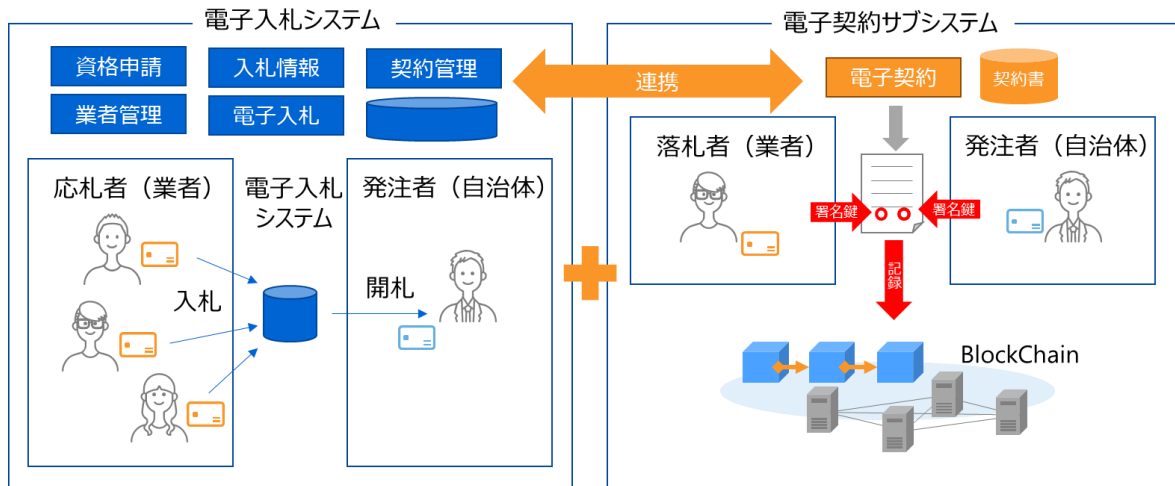 電子入札システム
資格申請
入札情報
契約管理
業者管理
電子入札
応札者（業者）
電子入札
システム
発注者（自治体）
入札
開札
連携
電子契約サブシステム
電子契約
契約書
落札者（業者）
発注者（自治体）
署名鍵
署名鍵
記録
BlockChain